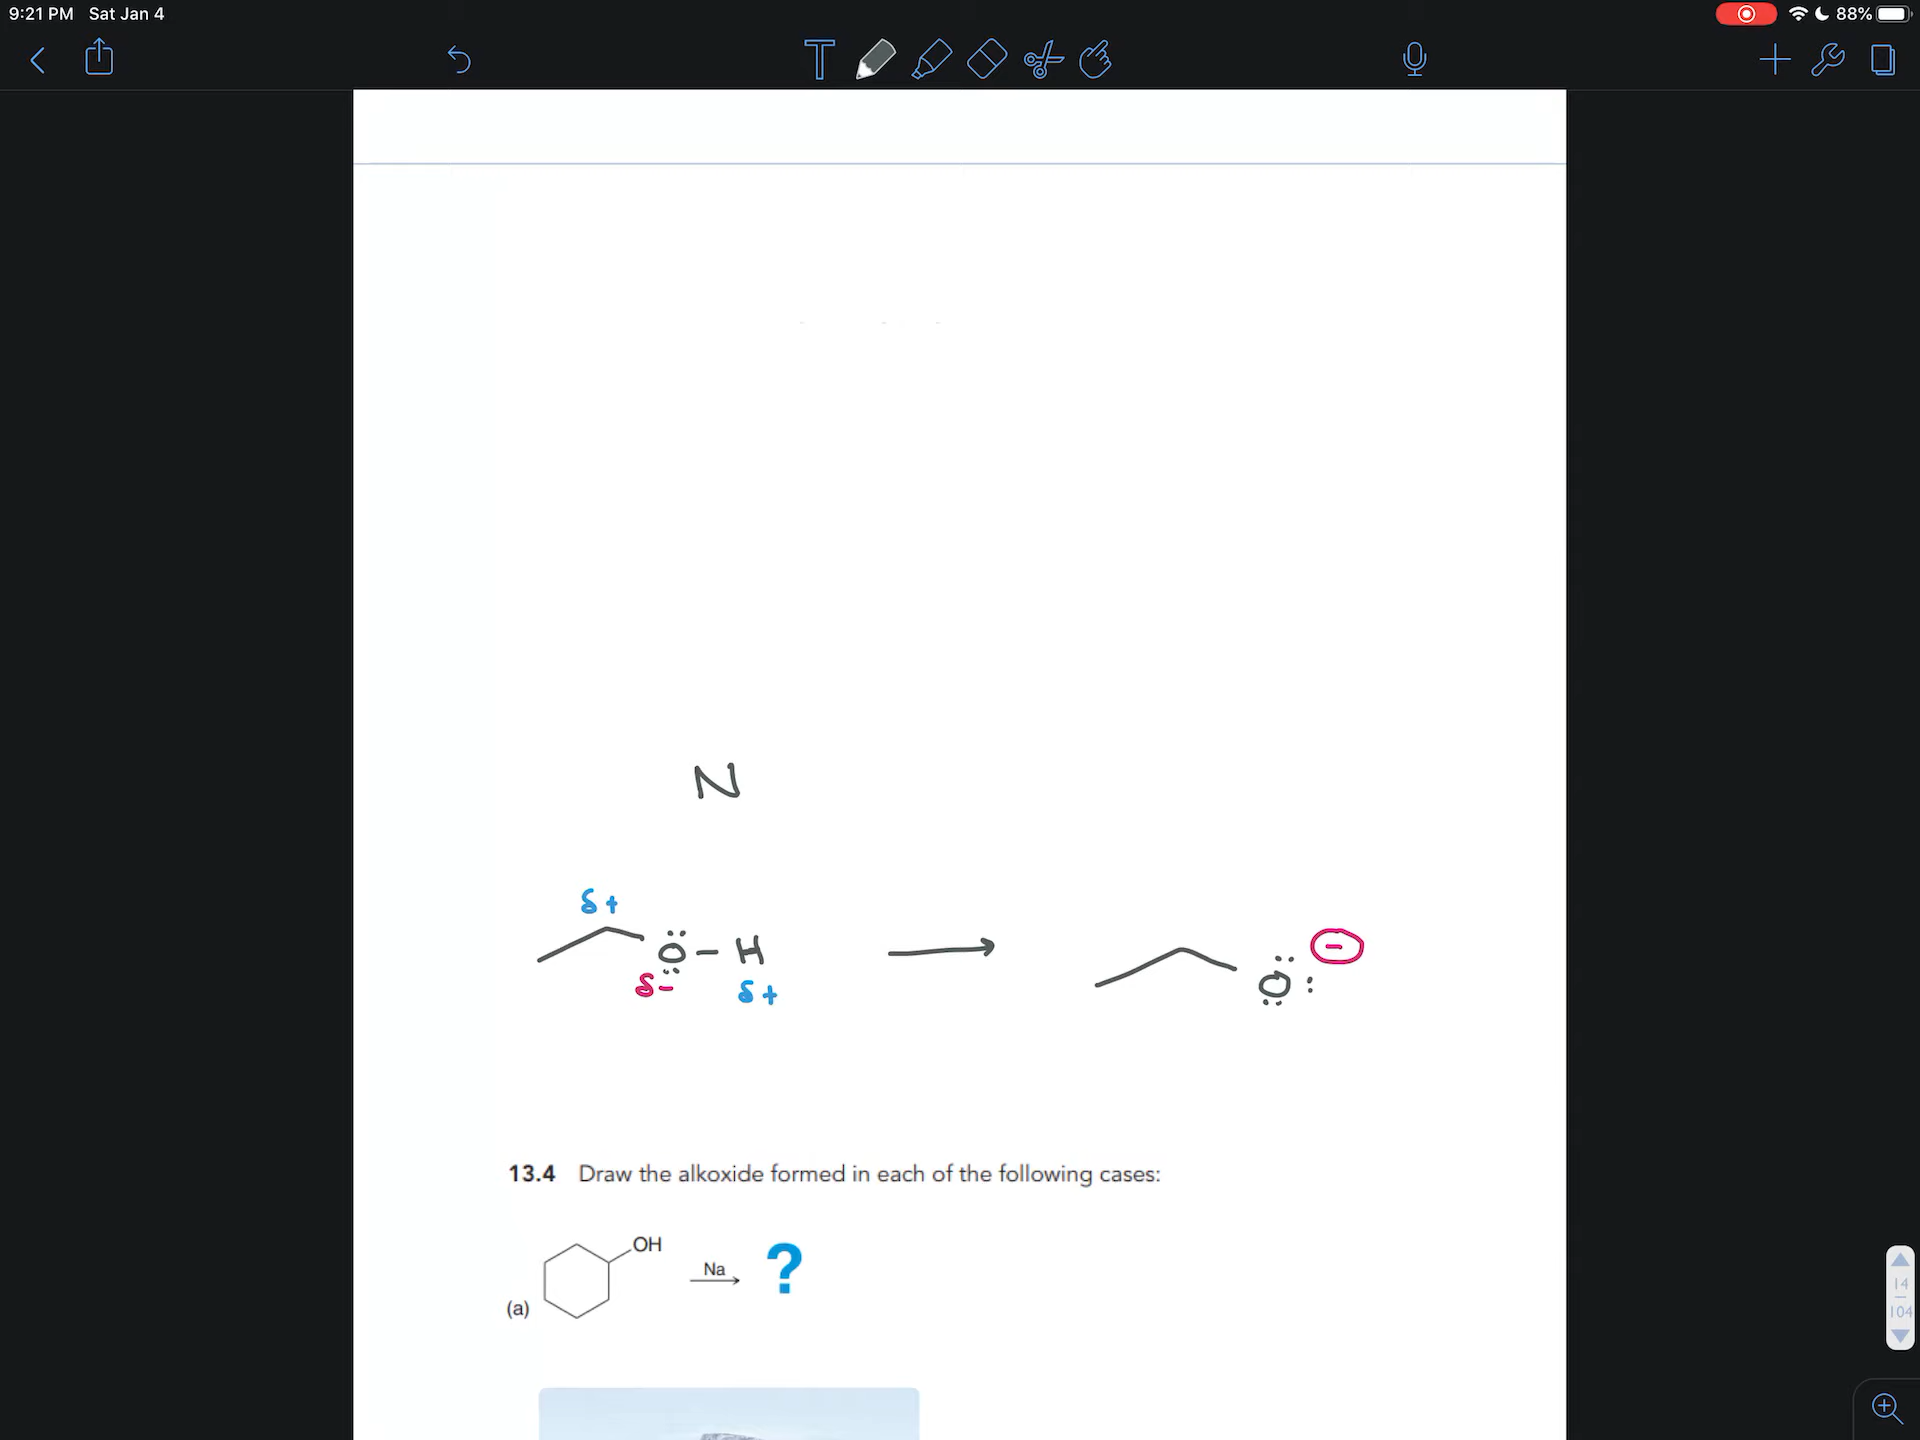 9:21 PM Sat Jan 4 88%
T
N
δ+
Ö - H
δ- δ+
Ö: -
13.4 Draw the alkoxide formed in each of the following cases:
OH
Na
?
(a)
14
104